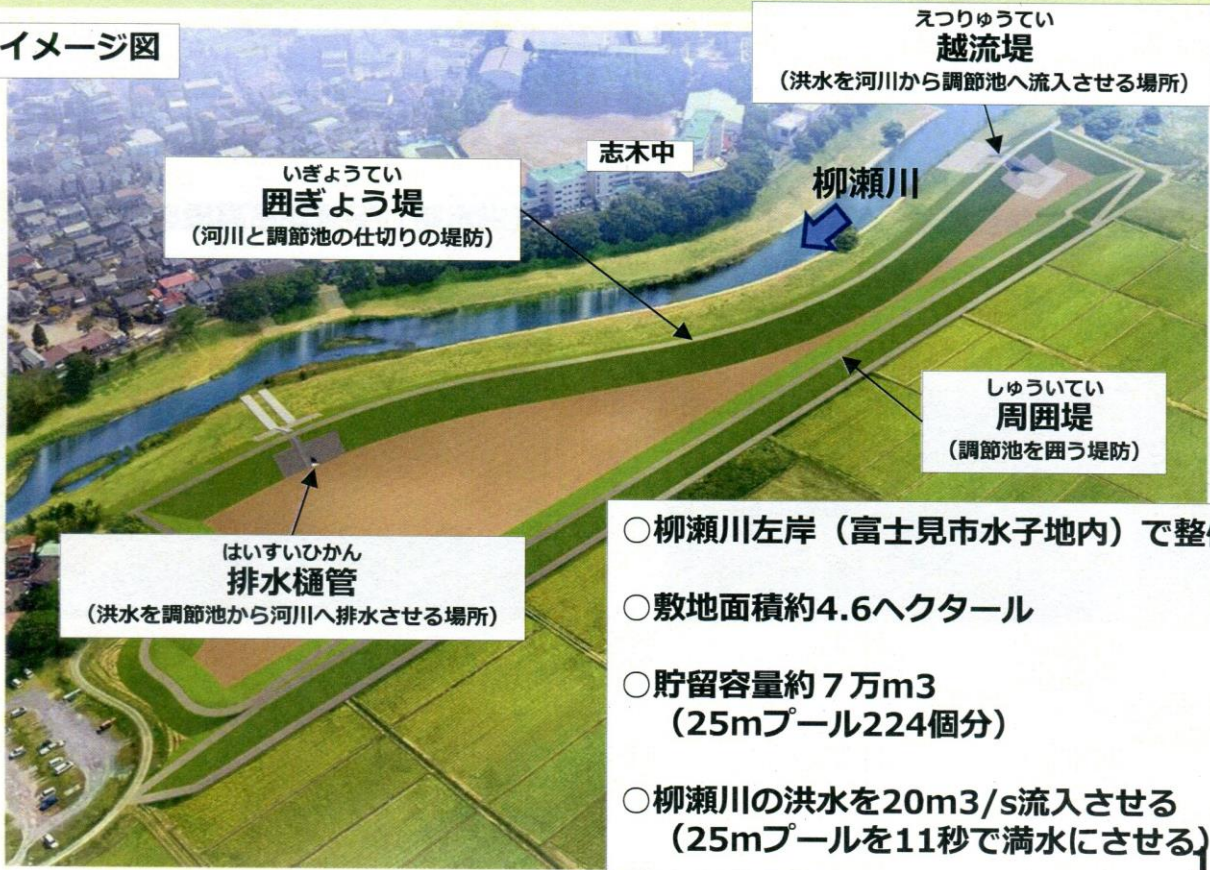 イメージ図
えつりゅうてい
越流堤
（洪水を河川から調節池へ流入させる場所）
志木中
柳瀬川
いぎょうてい
囲ぎょう堤
（河川と調節池の仕切りの堤防）
しゅういてい
周囲堤
（調節池を囲う堤防）
はいすいひかん
排水樋管
（洪水を調節池から河川へ排水させる場所）
○柳瀬川左岸（富士見市水子地内）で整
○敷地面積約4.6ヘクタール
○貯留容量約７万m3
（25mプール224個分）
○柳瀬川の洪水を20m3/s流入させる
（25mプールを11秒で満水にさせる）
1